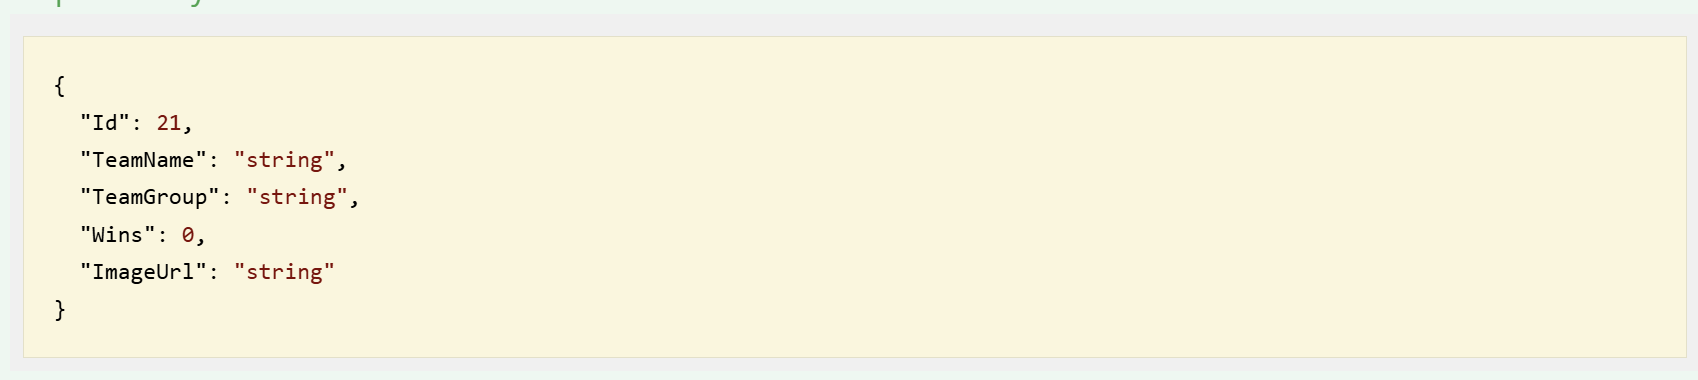 {
"Id": 21,
"TeamName": "string",
"TeamGroup": "string",
"Wins": 0,
"ImageUrl": "string"
}